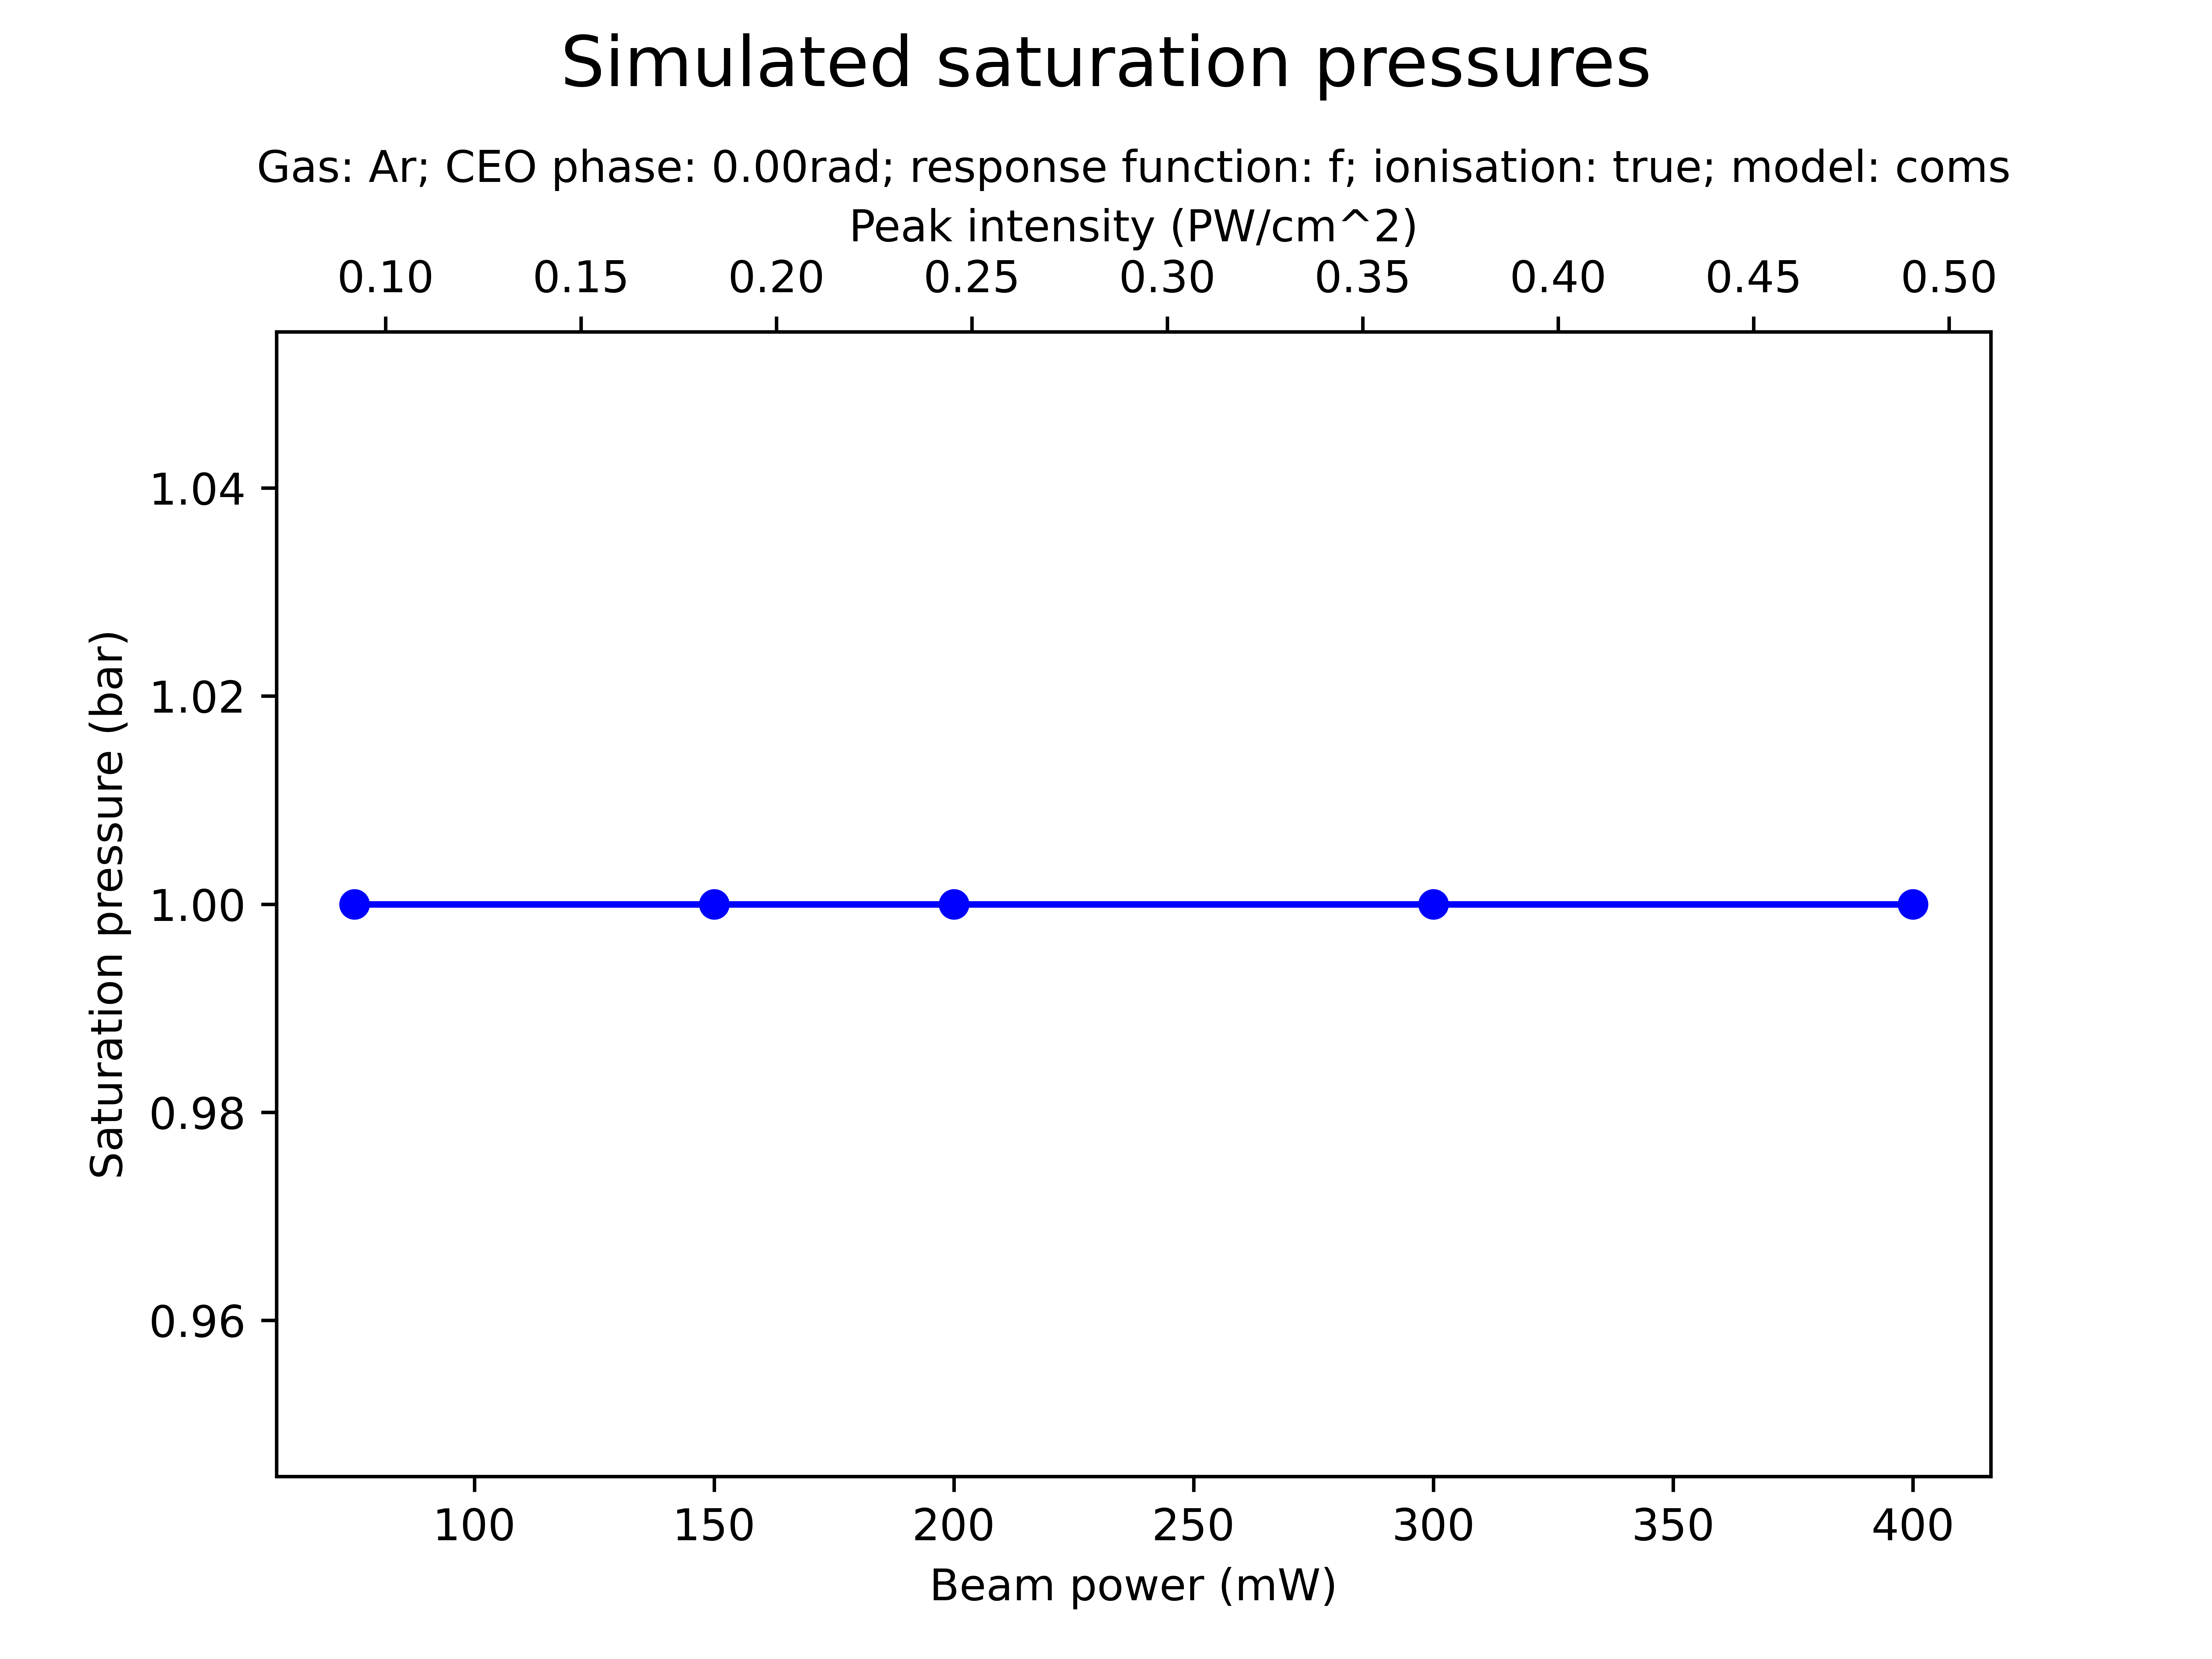 Simulated saturation pressures
Gas: Ar; CEO phase: 0.00rad; response function: f; ionisation: true; model: coms
Peak intensity (PW/cm^2)
0.10 0.15 0.20 0.25 0.30 0.35 0.40 0.45 0.50
Saturation pressure (bar)
1.04
1.02
1.00
0.98
0.96
100 150 200 250 300 350 400
Beam power (mW)